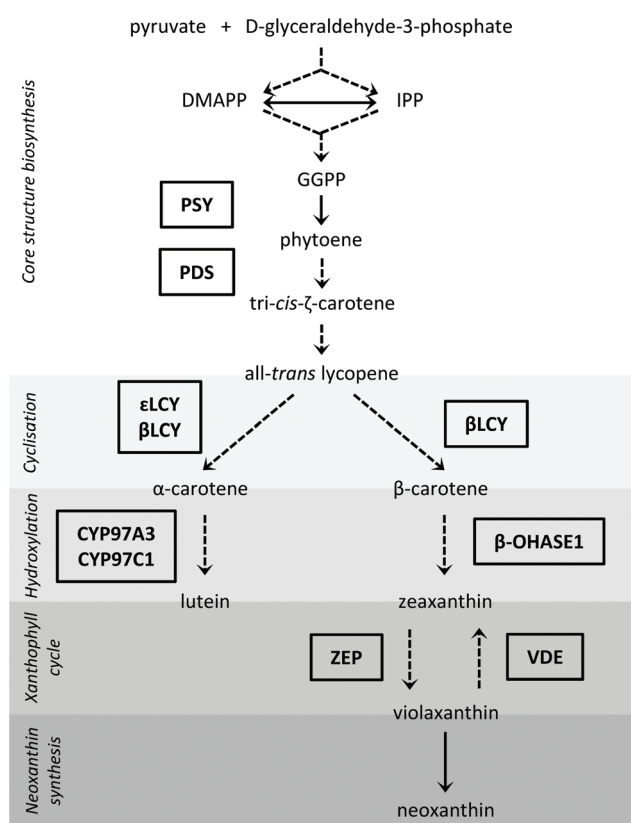 pyruvate + D-glyceraldehyde-3-phosphate
Core structure biosynthesis
DMAPP IPP
GGPP
PSY
phytoene
PDS
tri-cis-ζ-carotene
all-trans lycopene
Cyclisation
εLCY
βLCY
βLCY
α-carotene β-carotene
Hydroxylation
CYP97A3
CYP97C1
β-OHASE1
lutein zeaxanthin
Xanthophyll
cycle
ZEP VDE
violaxanthin
Neoxanthin
synthesis
neoxanthin